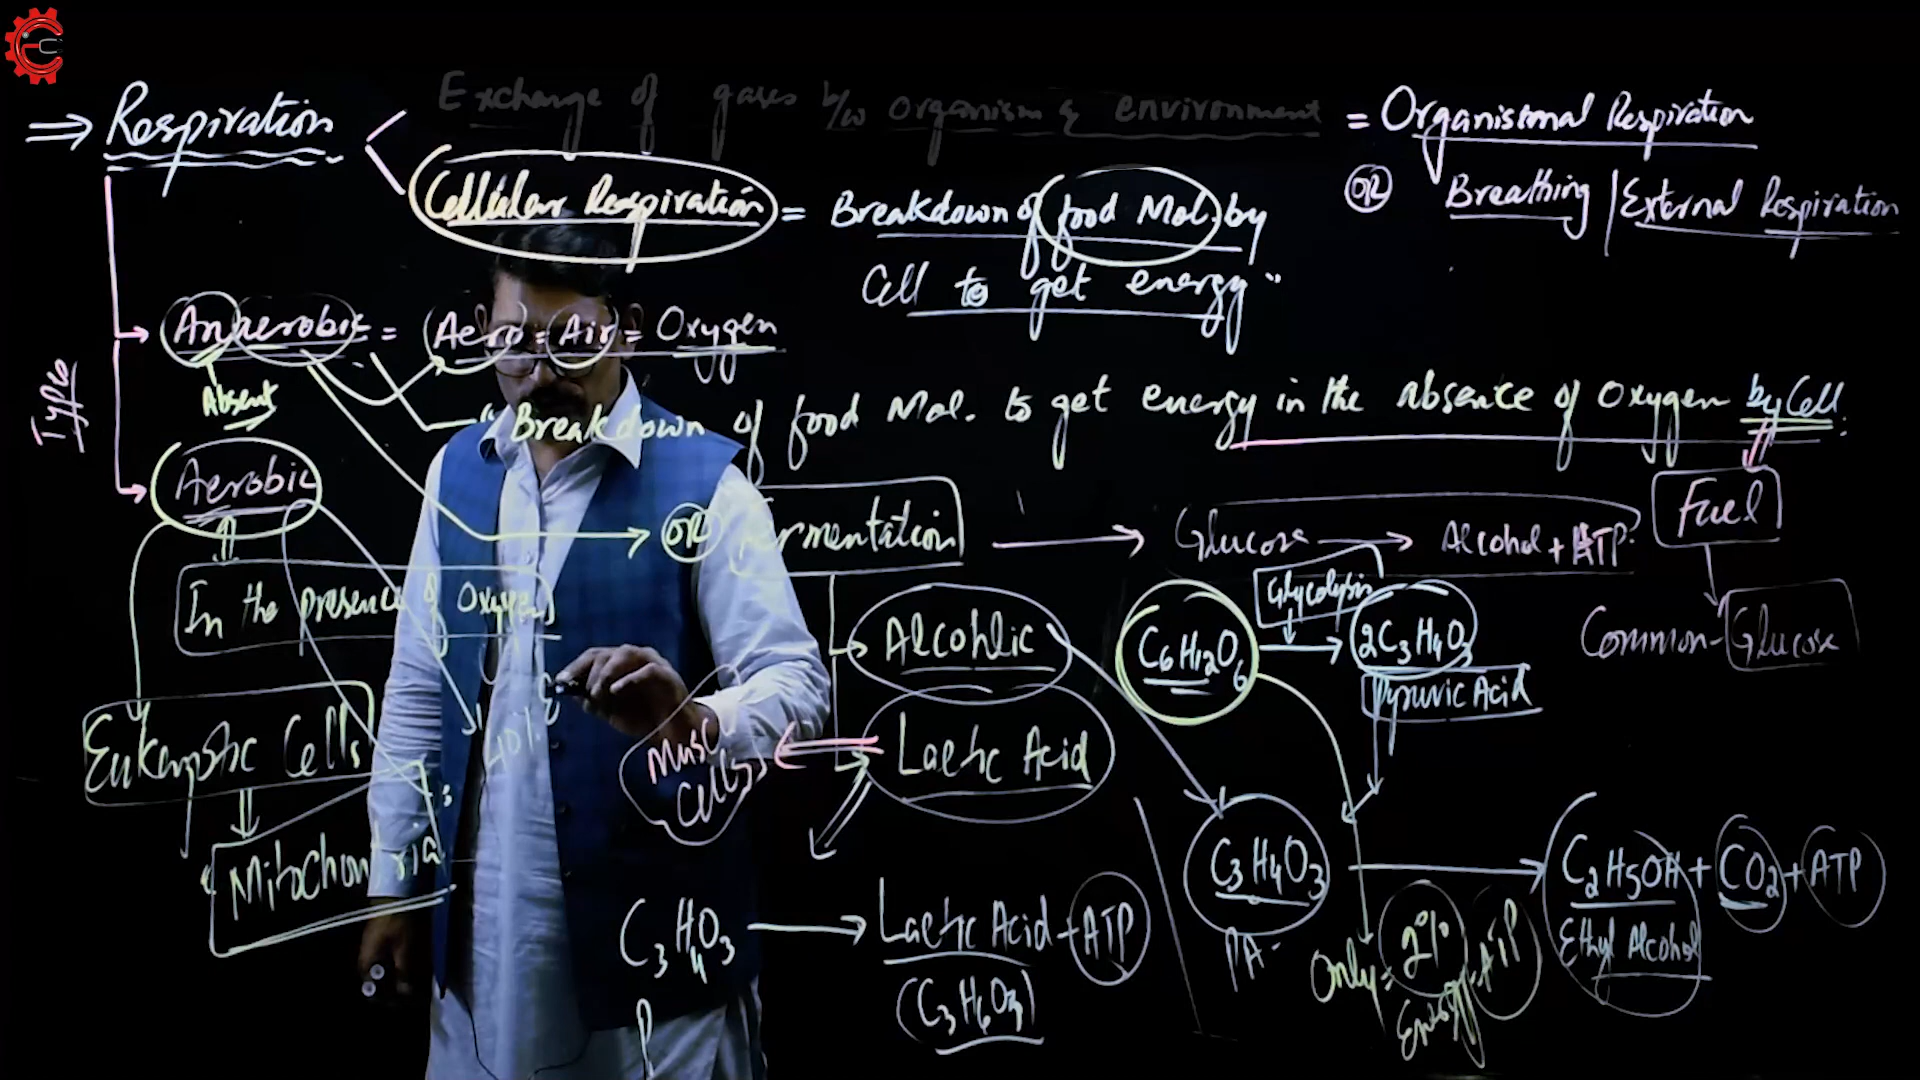 ⇒ Respiration
Exchange of gases b/w organism & environment = Organismal Respiration
OR Breathing | External Respiration
Cellular Respiration = Breakdown of food Mol. by
Cell to get energy"
Types
Anaerobic = Aero = Air = Oxygen
Absent
"Breakdown of food Mol. to get energy in the absence of Oxygen by Cell.
Aerobic
In the presence of Oxygen
OR Fermentation → Glucose → Alcohol + ATP
Fuel
Common - Glucose
Alcohlic
Lactic Acid
C6H12O6 → 2C3H4O3
Glycolysis
Pyruvic Acid
Eukaryotic Cells
Mitochondria
40%
Cells
C3H4O3 → Lactic Acid + ATP
(C3H6O3)
C3H4O3 → C2H5OH + CO2 + ATP
PA
Ethyl Alcohol
Only = 2%
Energy ATP